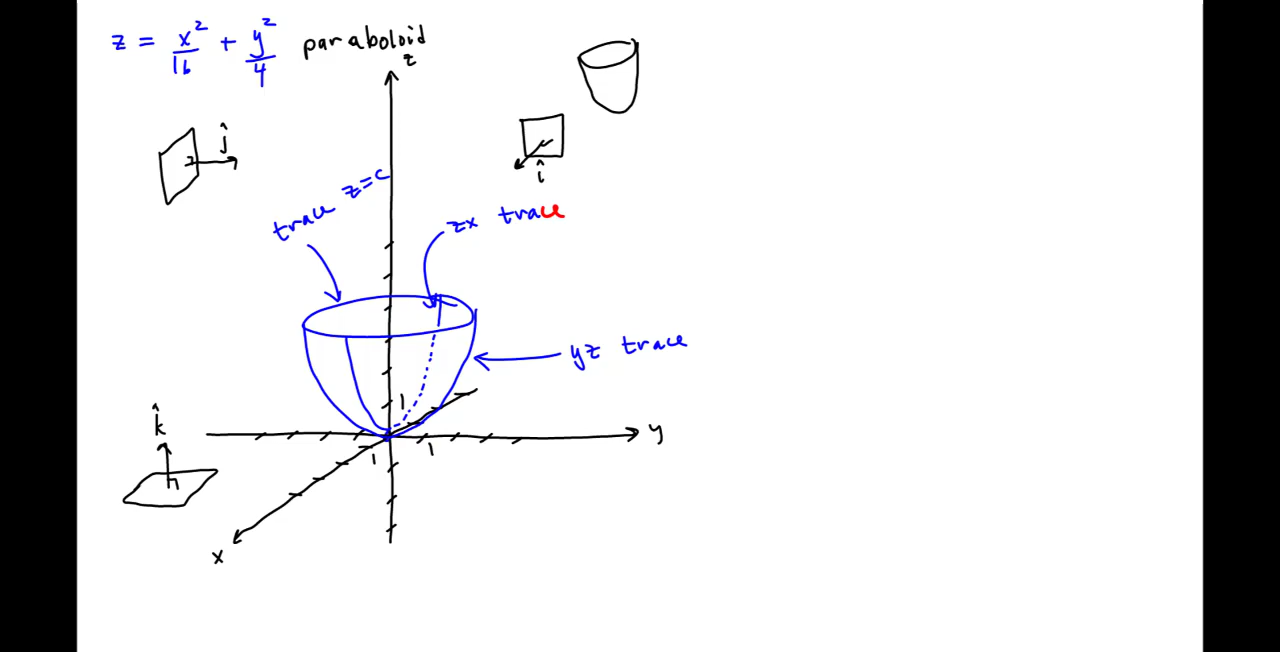 z = x²/16 + y²/4 paraboloid
z
ĵ
î
trace z=c
zx trace
yz trace
1
k̂
y
1
1
x